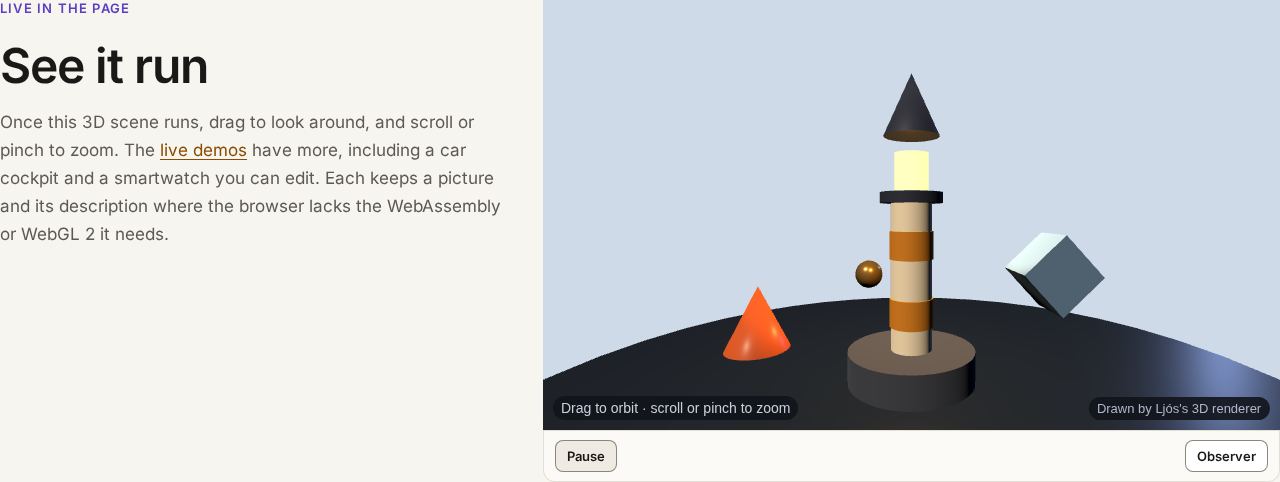 LIVE IN THE PAGE
See it run
Once this 3D scene runs, drag to look around, and scroll or
pinch to zoom. The live demos have more, including a car
cockpit and a smartwatch you can edit. Each keeps a picture
and its description where the browser lacks the WebAssembly
or WebGL 2 it needs.
Drag to orbit · scroll or pinch to zoom
Drawn by Ljós's 3D renderer
Pause
Observer